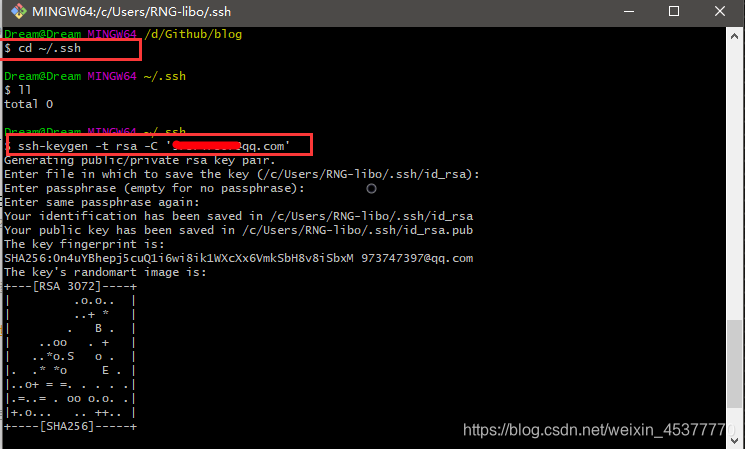 MINGW64:/c/Users/RNG-libo/.ssh
Dream@Dream MINGW64 /d/Github/blog
$ cd ~/.ssh
Dream@Dream MINGW64 ~/.ssh
$ ll
total 0
Dream@Dream MINGW64 ~/.ssh
$ ssh-keygen -t rsa -C ' qq.com'
Generating public/private rsa key pair.
Enter file in which to save the key (/c/Users/RNG-libo/.ssh/id_rsa):
Enter passphrase (empty for no passphrase):
Enter same passphrase again:
Your identification has been saved in /c/Users/RNG-libo/.ssh/id_rsa
Your public key has been saved in /c/Users/RNG-libo/.ssh/id_rsa.pub
The key fingerprint is:
SHA256:On4uYBhepj5cuQ1i6wi8ik1WXcXx6VmkSbH8v8iSbxM 973747397@qq.com
The key's randomart image is:
+---[RSA 3072]----+
|         .o.o..  |
|         ..+ *   |
|        .   B .  |
|    ..oo   . +   |
|   ..*o.S   o .  |
|.  .* *o     E . |
|..o+ = =. . . . .|
|.=..= . oo o.o. .|
|+.o...   .. ++.. |
+----[SHA256]-----+
https://blog.csdn.net/weixin_45377770